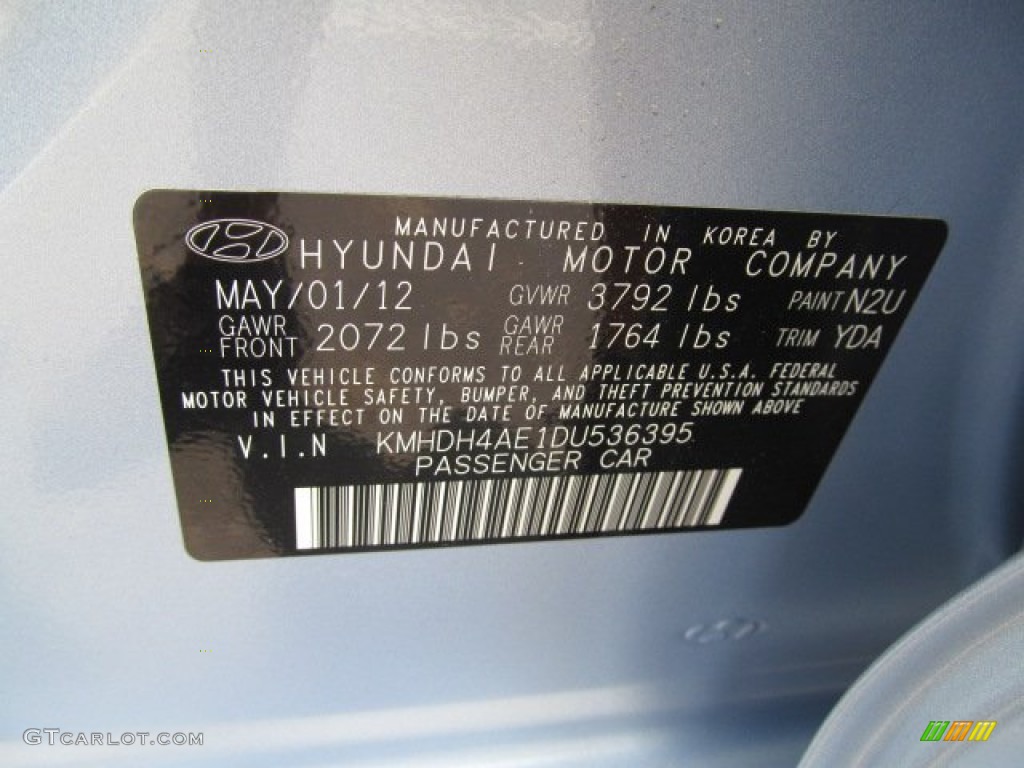 MANUFACTURED IN KOREA BY
HYUNDAI MOTOR COMPANY
MAY/01/12 GVWR 3792 lbs PAINT N2U
GAWR FRONT 2072 lbs GAWR REAR 1764 lbs TRIM YDA
THIS VEHICLE CONFORMS TO ALL APPLICABLE U.S.A. FEDERAL
MOTOR VEHICLE SAFETY, BUMPER, AND THEFT PREVENTION STANDARDS
IN EFFECT ON THE DATE OF MANUFACTURE SHOWN ABOVE
V.I.N KMHDH4AE1DU536395
PASSENGER CAR
GTCARLOT.COM